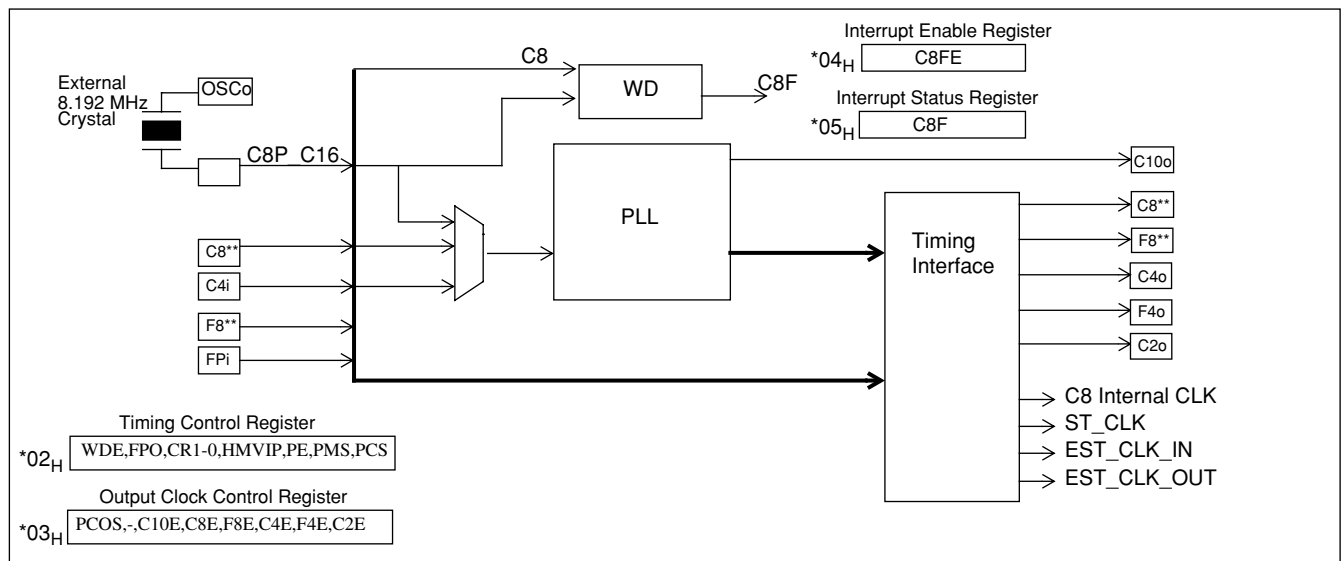 External
8.192 MHz
Crystal
OSCo
C8P_C16
C8
WD
C8F
Interrupt Enable Register
*04H
C8FE
Interrupt Status Register
*05H
C8F
C8**
C4i
F8**
FPi
PLL
Timing
Interface
C10o
C8**
F8**
C4o
F4o
C2o
C8 Internal CLK
ST_CLK
EST_CLK_IN
EST_CLK_OUT
Timing Control Register
*02H
WDE,FPO,CR1-0,HMVIP,PE,PMS,PCS
Output Clock Control Register
*03H
PCOS,-,C10E,C8E,F8E,C4E,F4E,C2E